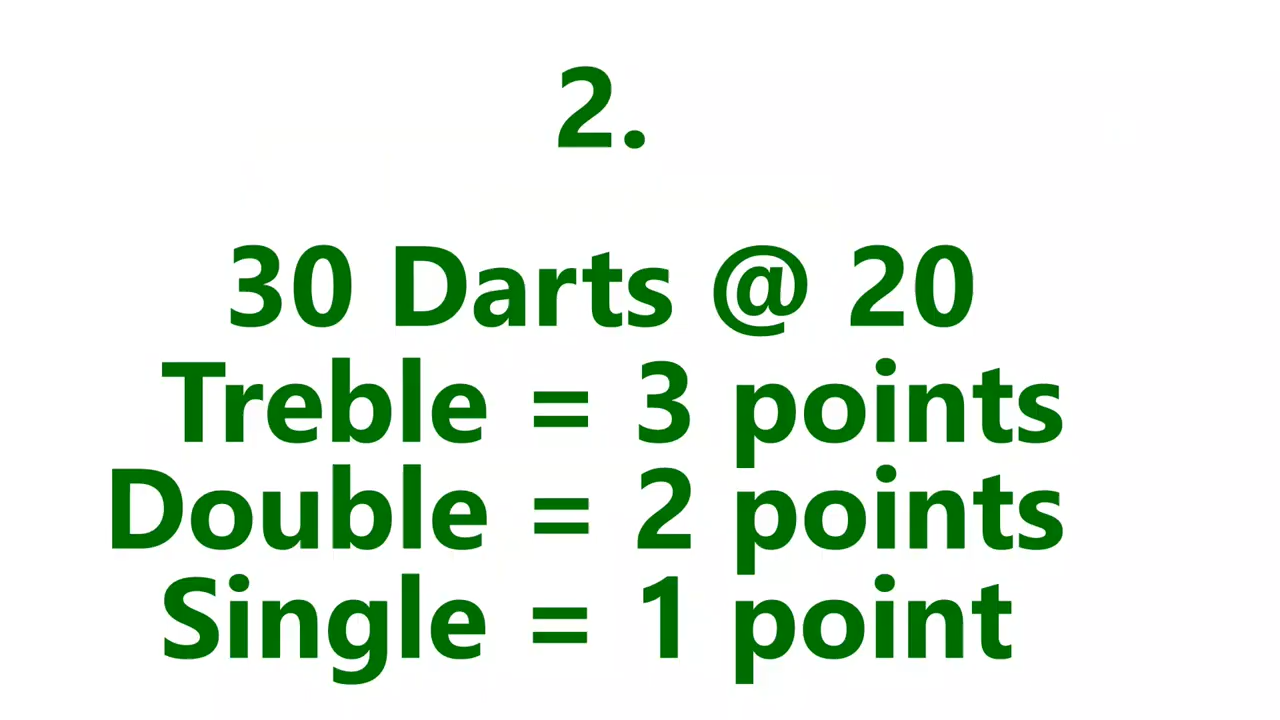 2.
30 Darts @ 20
Treble = 3 points
Double = 2 points
Single = 1 point